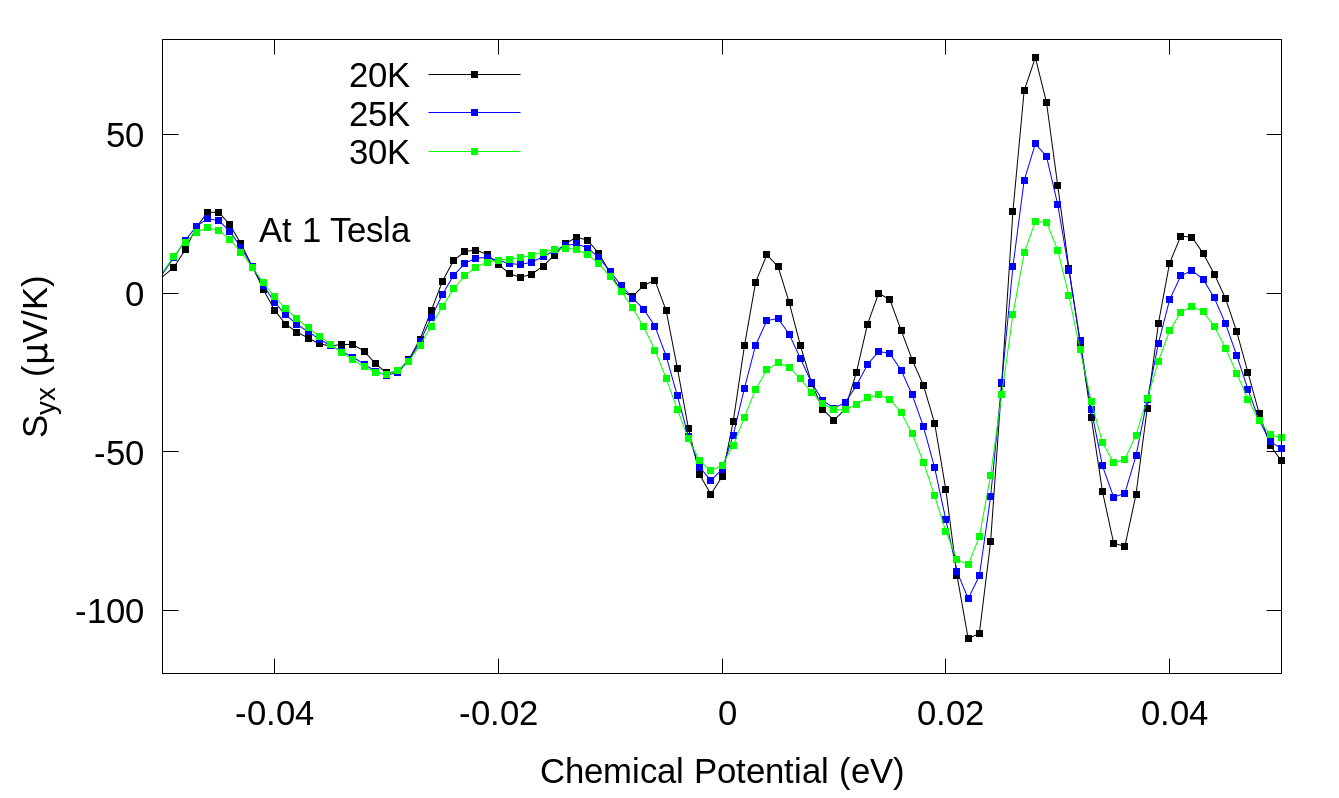 20K
25K
30K
At 1 Tesla
50
0
-50
-100
Syx (µV/K)
-0.04 -0.02 0 0.02 0.04
Chemical Potential (eV)